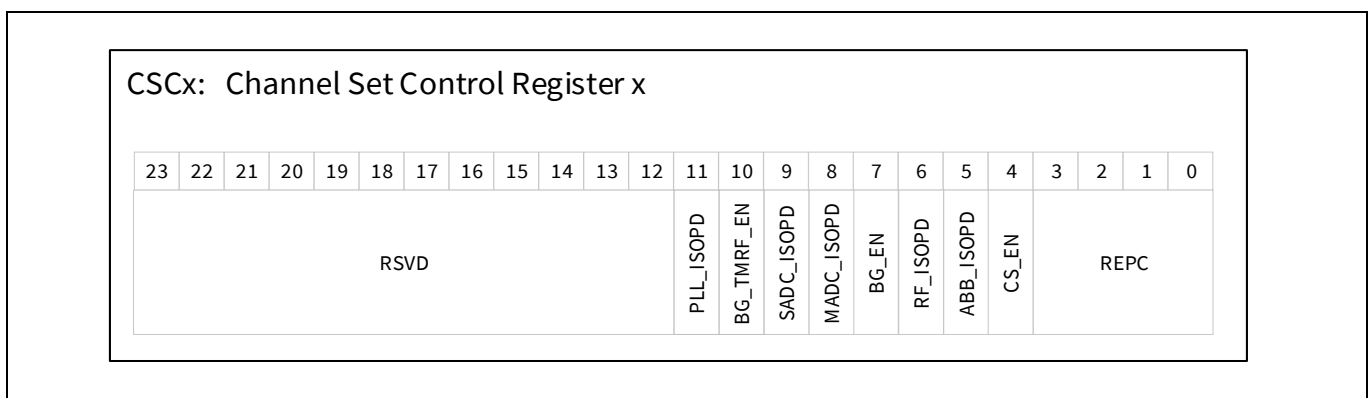 CSCx: Channel Set Control Register x
23 22 21 20 19 18 17 16 15 14 13 12 11 10 9 8 7 6 5 4 3 2 1 0
RSVD PLL_ISOPD BG_TMRF_EN SADC_ISOPD MADC_ISOPD BG_EN RF_ISOPD ABB_ISOPD CS_EN REPC